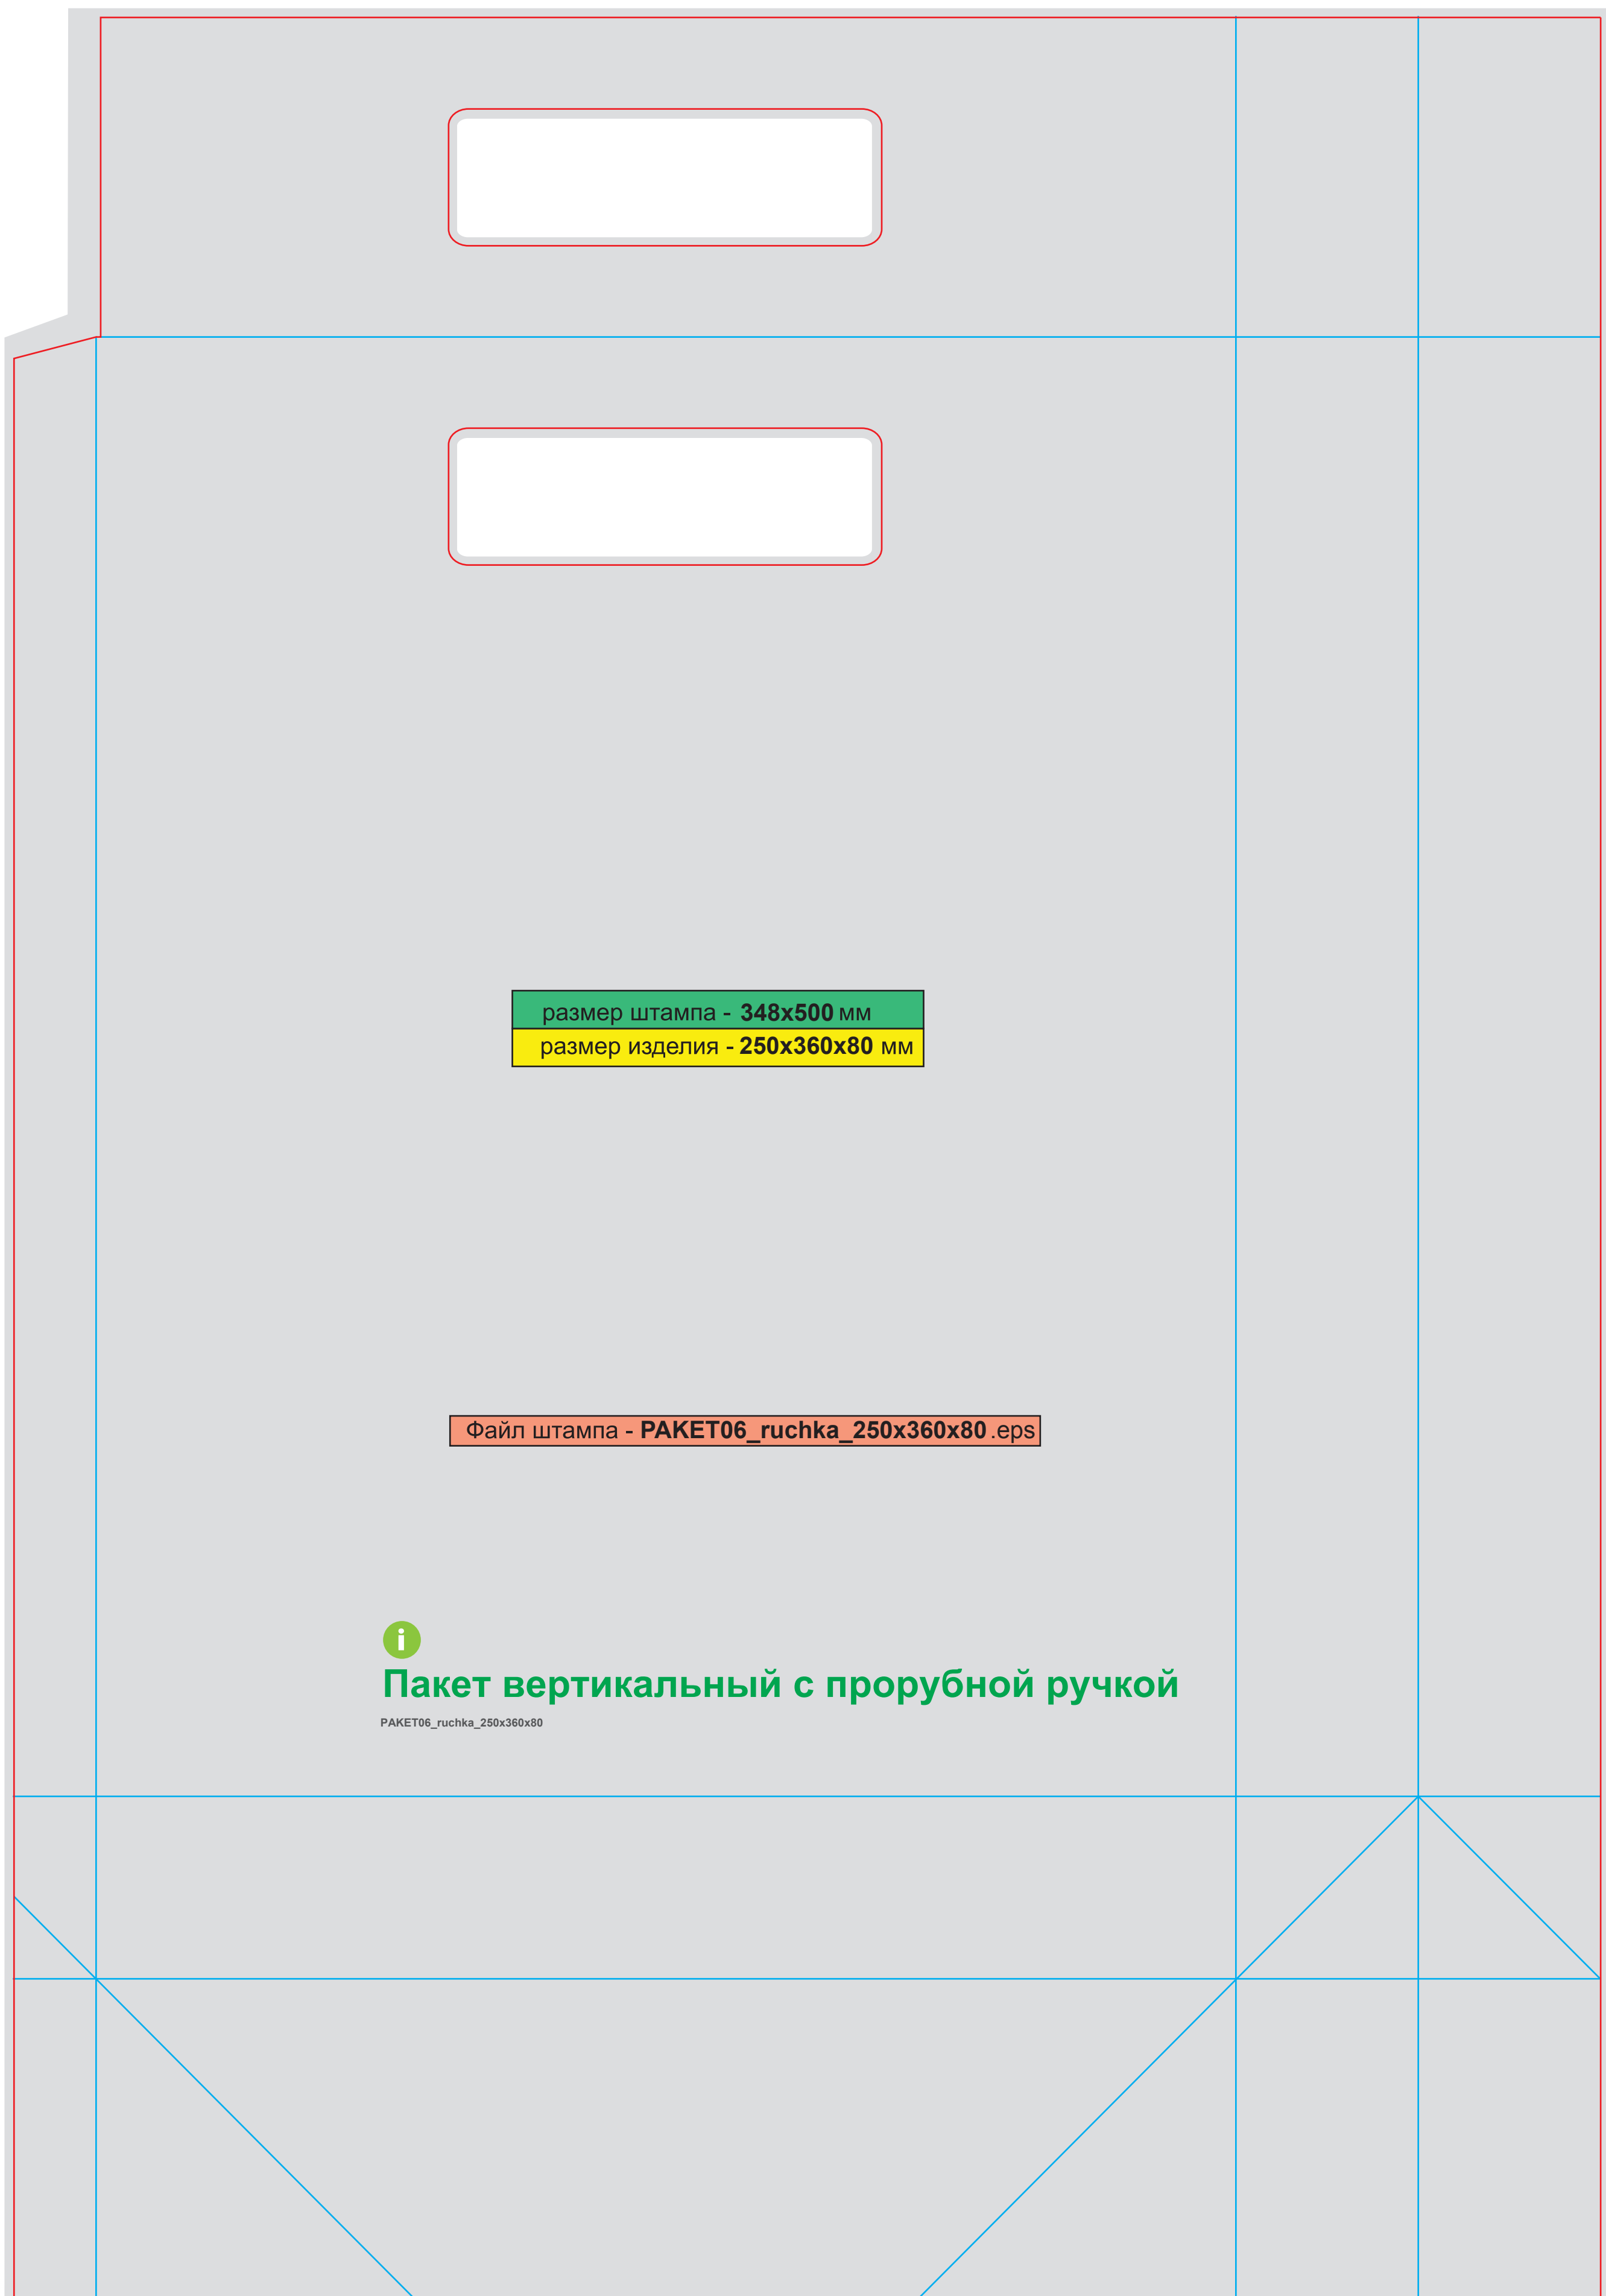 размер штампа - 348x500 мм
размер изделия - 250x360x80 мм
Файл штампа - PAKET06_ruchka_250x360x80.eps
i
Пакет вертикальный с прорубной ручкой
PAKET06_ruchka_250x360x80